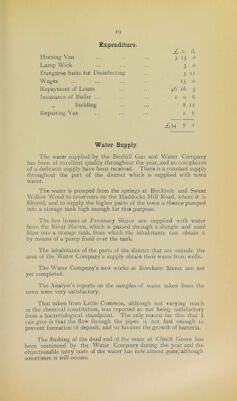 19
Expenditure.
£ s. d.
Horsing Van ... ... ... 3 13 0
Lamp Wick ... ... ... 3 0
Dungaree Suits for Disinfecting ... 3 11
Wages ... ... ... 15 0
Repayment of Loans ... 46 16 3
Insurance of Boiler ... ... 2 0 6
„ Building ... ... 8 11
Repairing Van ... ... 2 6
£54 7 1
Water Supply
The water supplied by the Bexhill Gas and Water Company
has been of excellent quality throughout the year, and no complaints
of a deficient supply have been received. There is a constant supply
throughout the part of the district which is supplied with town
water.
The water is pumped from the springs at Buckholt and Sweet
Willow Wood to reservoirs on the Haddocks Hill Road, where it is
filtered, and to supply the higher parts of the town is thence pumped
into a storage tank high enough for this purpose.
The few houses at Pevensey Sluice are supplied with water
from the River Haven, which is passed through a shingle and sand
filter into a storage tank, from which the inhabitants can obtain it
by means of a pump fixed over the tank.
The inhabitants of the parts of the district that are outside the
area of the Water Company's supply obtain their water from wells.
The Water Company's new works at Boreham Street are not
yet completed.
The Analyst's reports on the samples of water taken from the
town were very satisfactory.
That taken from Little Common, although not varying much
in the chemical constitution, was reported as not being satisfactory
from a bacteriological standpoint. The only reason for this that I
can give is that the flow through the pipes is not fast enough to
prevent formation of deposit, and so favours the growth of bacteria.
The flushing of the dead end of the main at Clinch Green has
been continued by the Water Company during the year and the
objectionable tarry taste of the water has now almost gone, although
sometimes it still occurs.